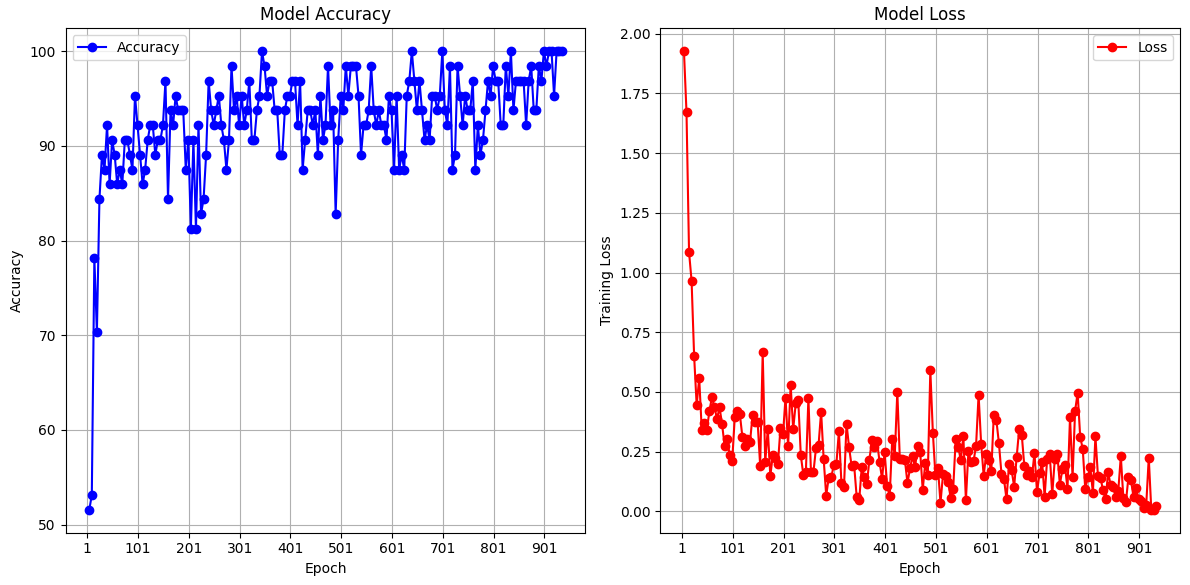 Model Accuracy
Accuracy
100
90
80
70
60
50
Accuracy
1 101 201 301 401 501 601 701 801 901
Epoch
Model Loss
Loss
2.00
1.75
1.50
1.25
1.00
0.75
0.50
0.25
0.00
Training Loss
1 101 201 301 401 501 601 701 801 901
Epoch